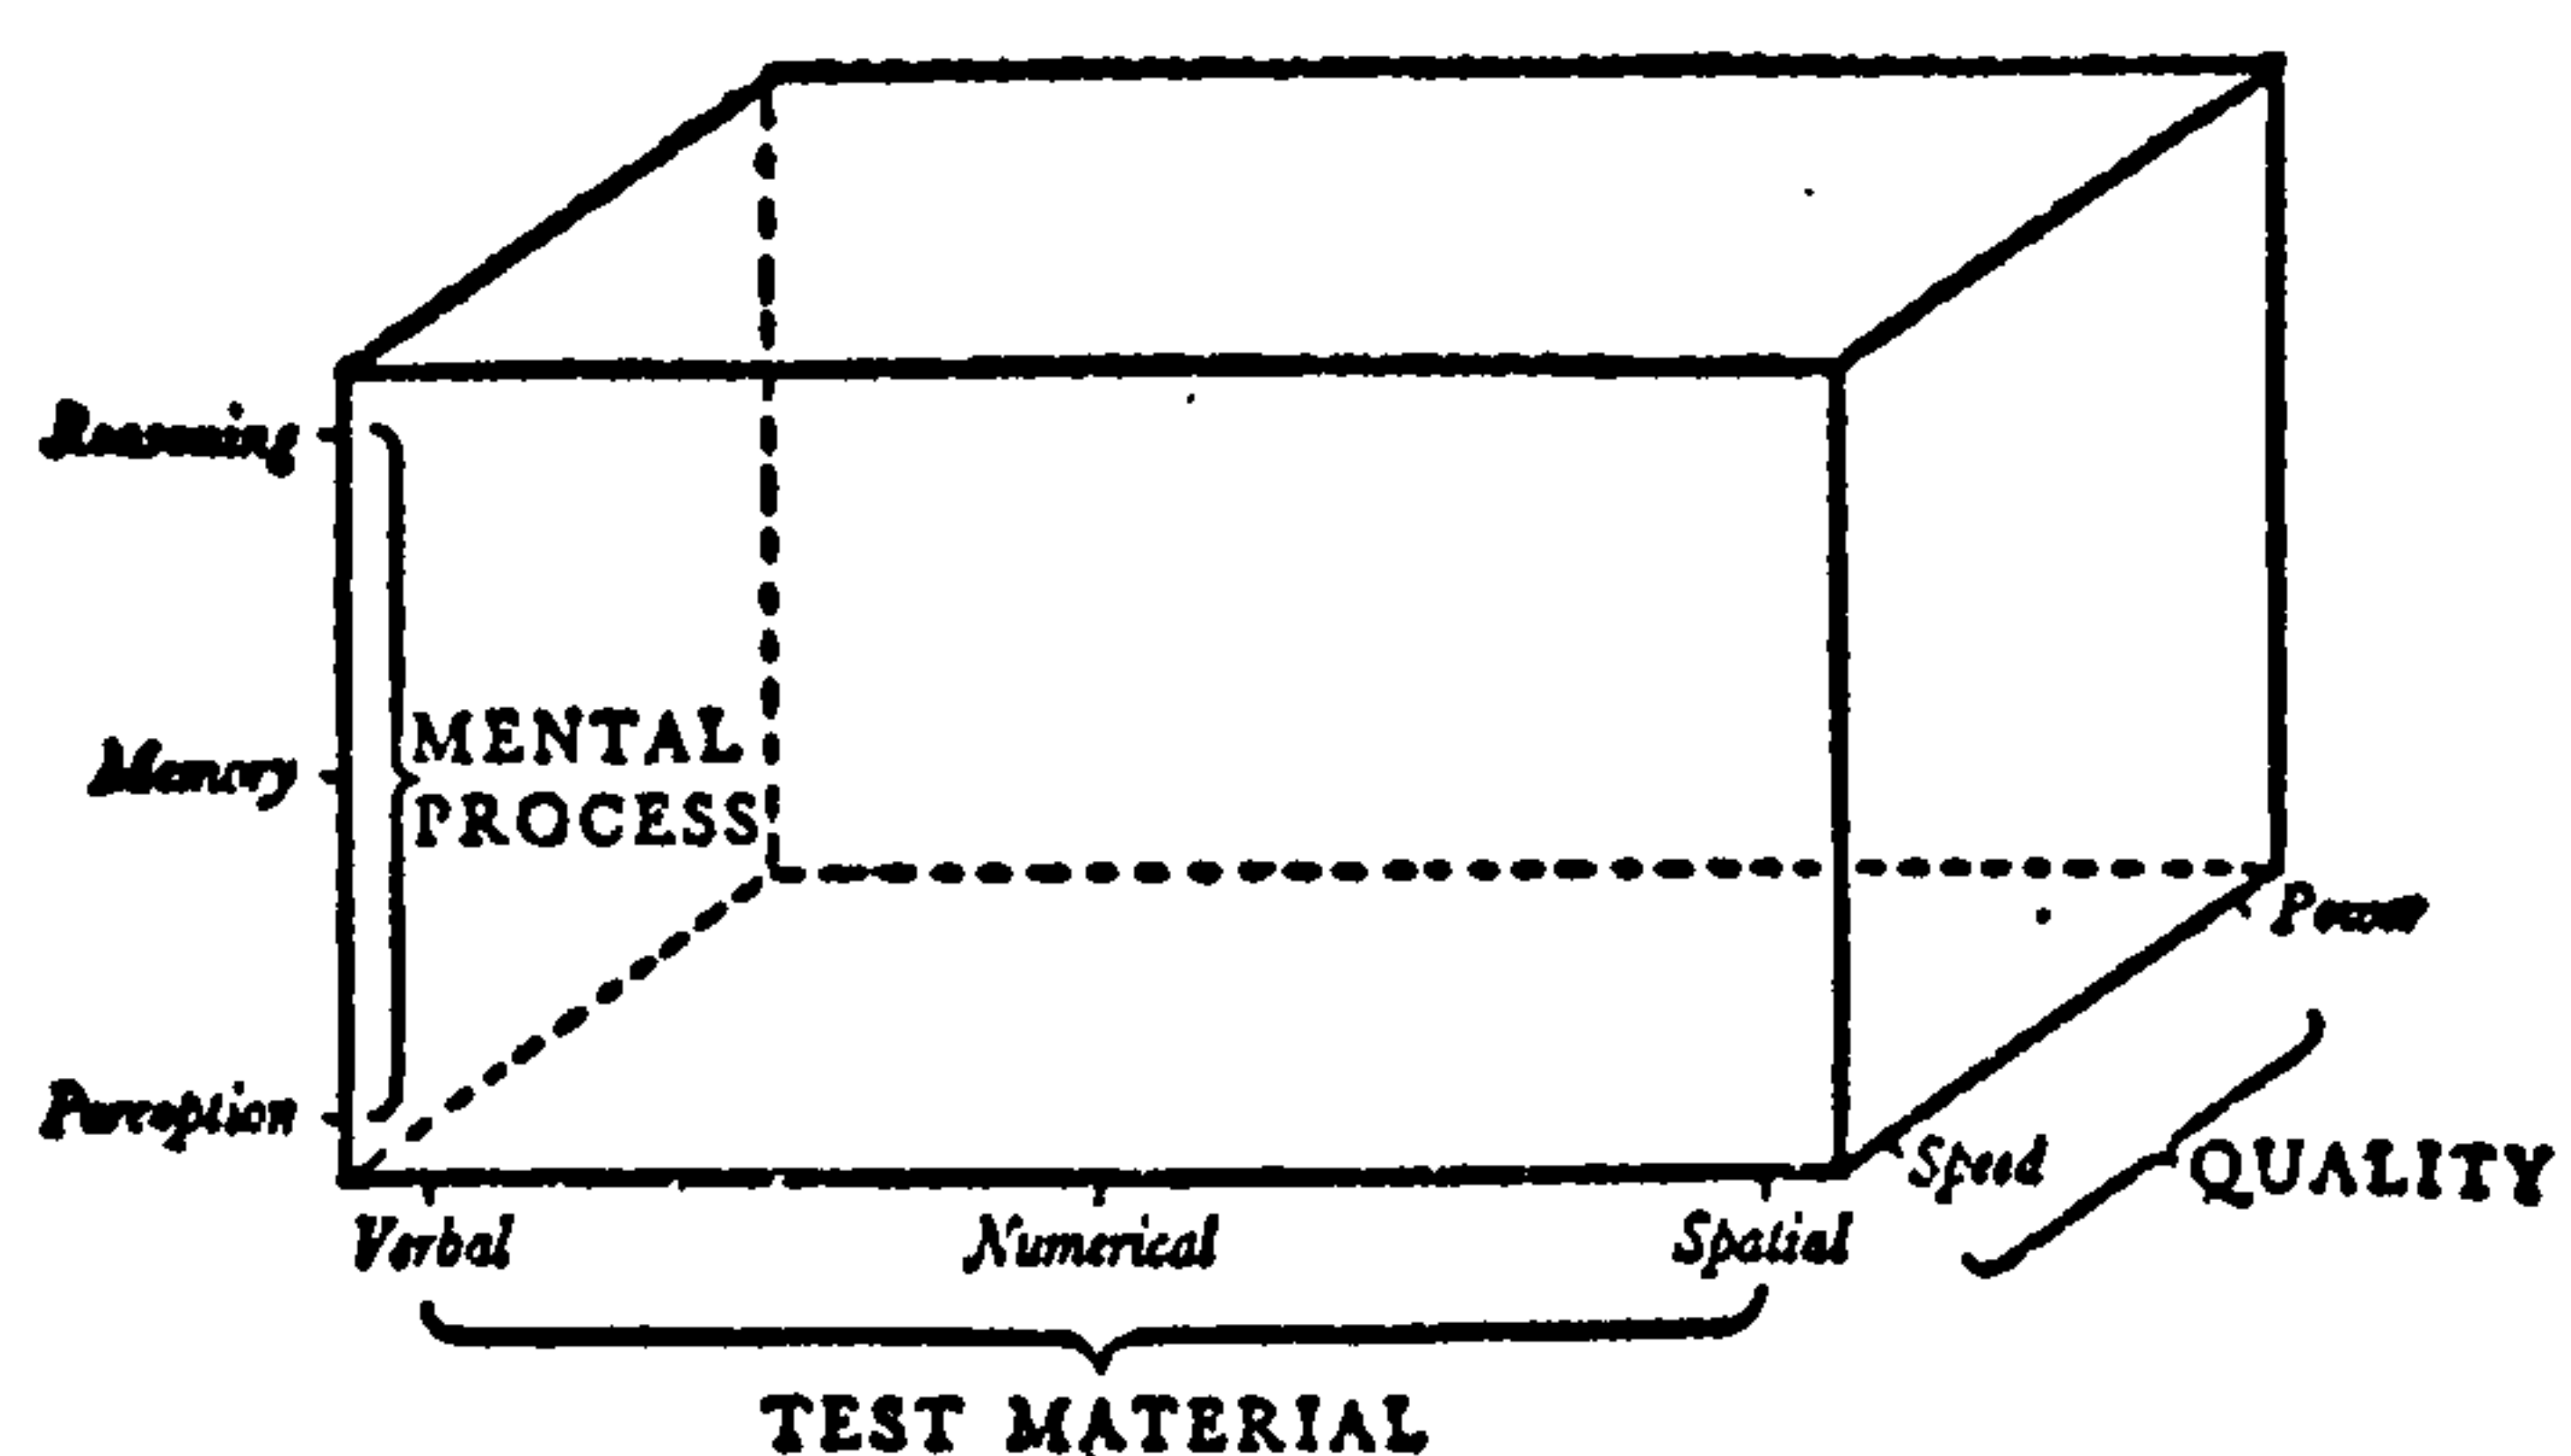 Reasoning
Memory
MENTAL
PROCESS
Perception
Power
Speed
QUALITY
Verbal
Numerical
Spatial
TEST MATERIAL